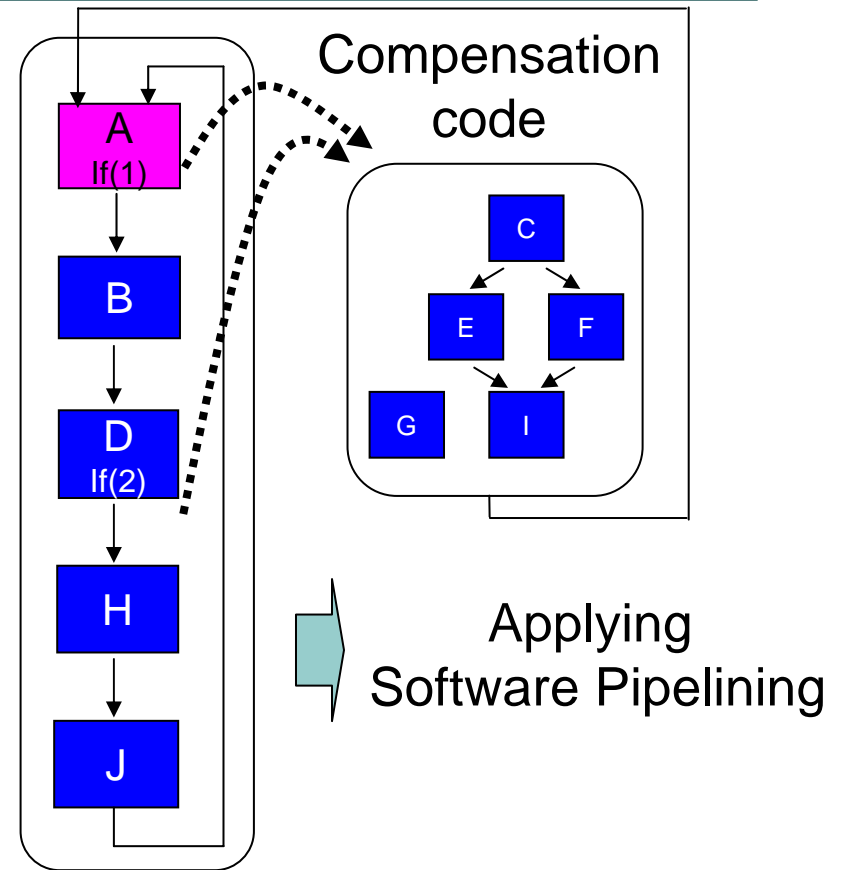 Compensation
code
A
If(1)
B
D
If(2)
H
J
C
E
F
G
I
Applying
Software Pipelining